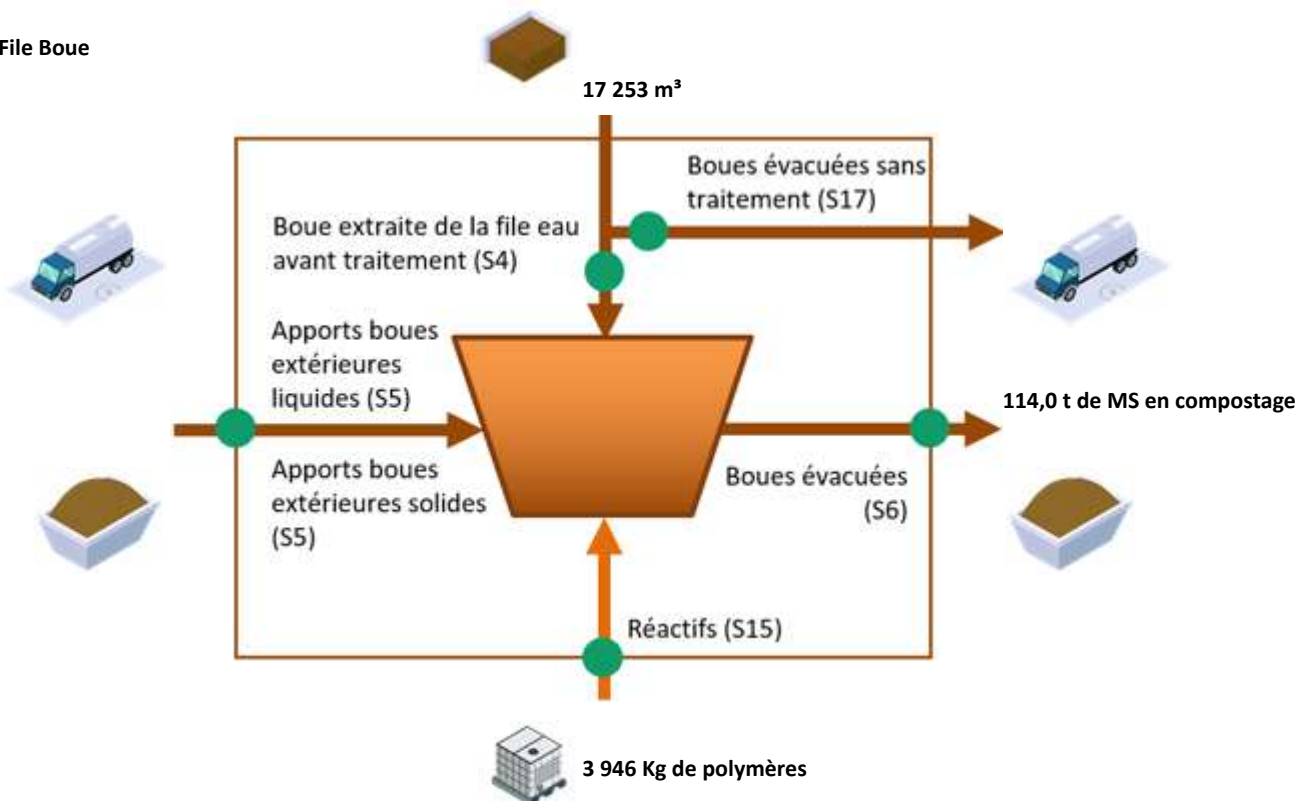 File Boue
17 253 m³
Boues évacuées sans
traitement (S17)
Boue extraite de la file eau
avant traitement (S4)
Apports boues
extérieures
liquides (S5)
114,0 t de MS en compostage
Apports boues
extérieures solides
(S5)
Boues évacuées
(S6)
Réactifs (S15)
3 946 Kg de polymères